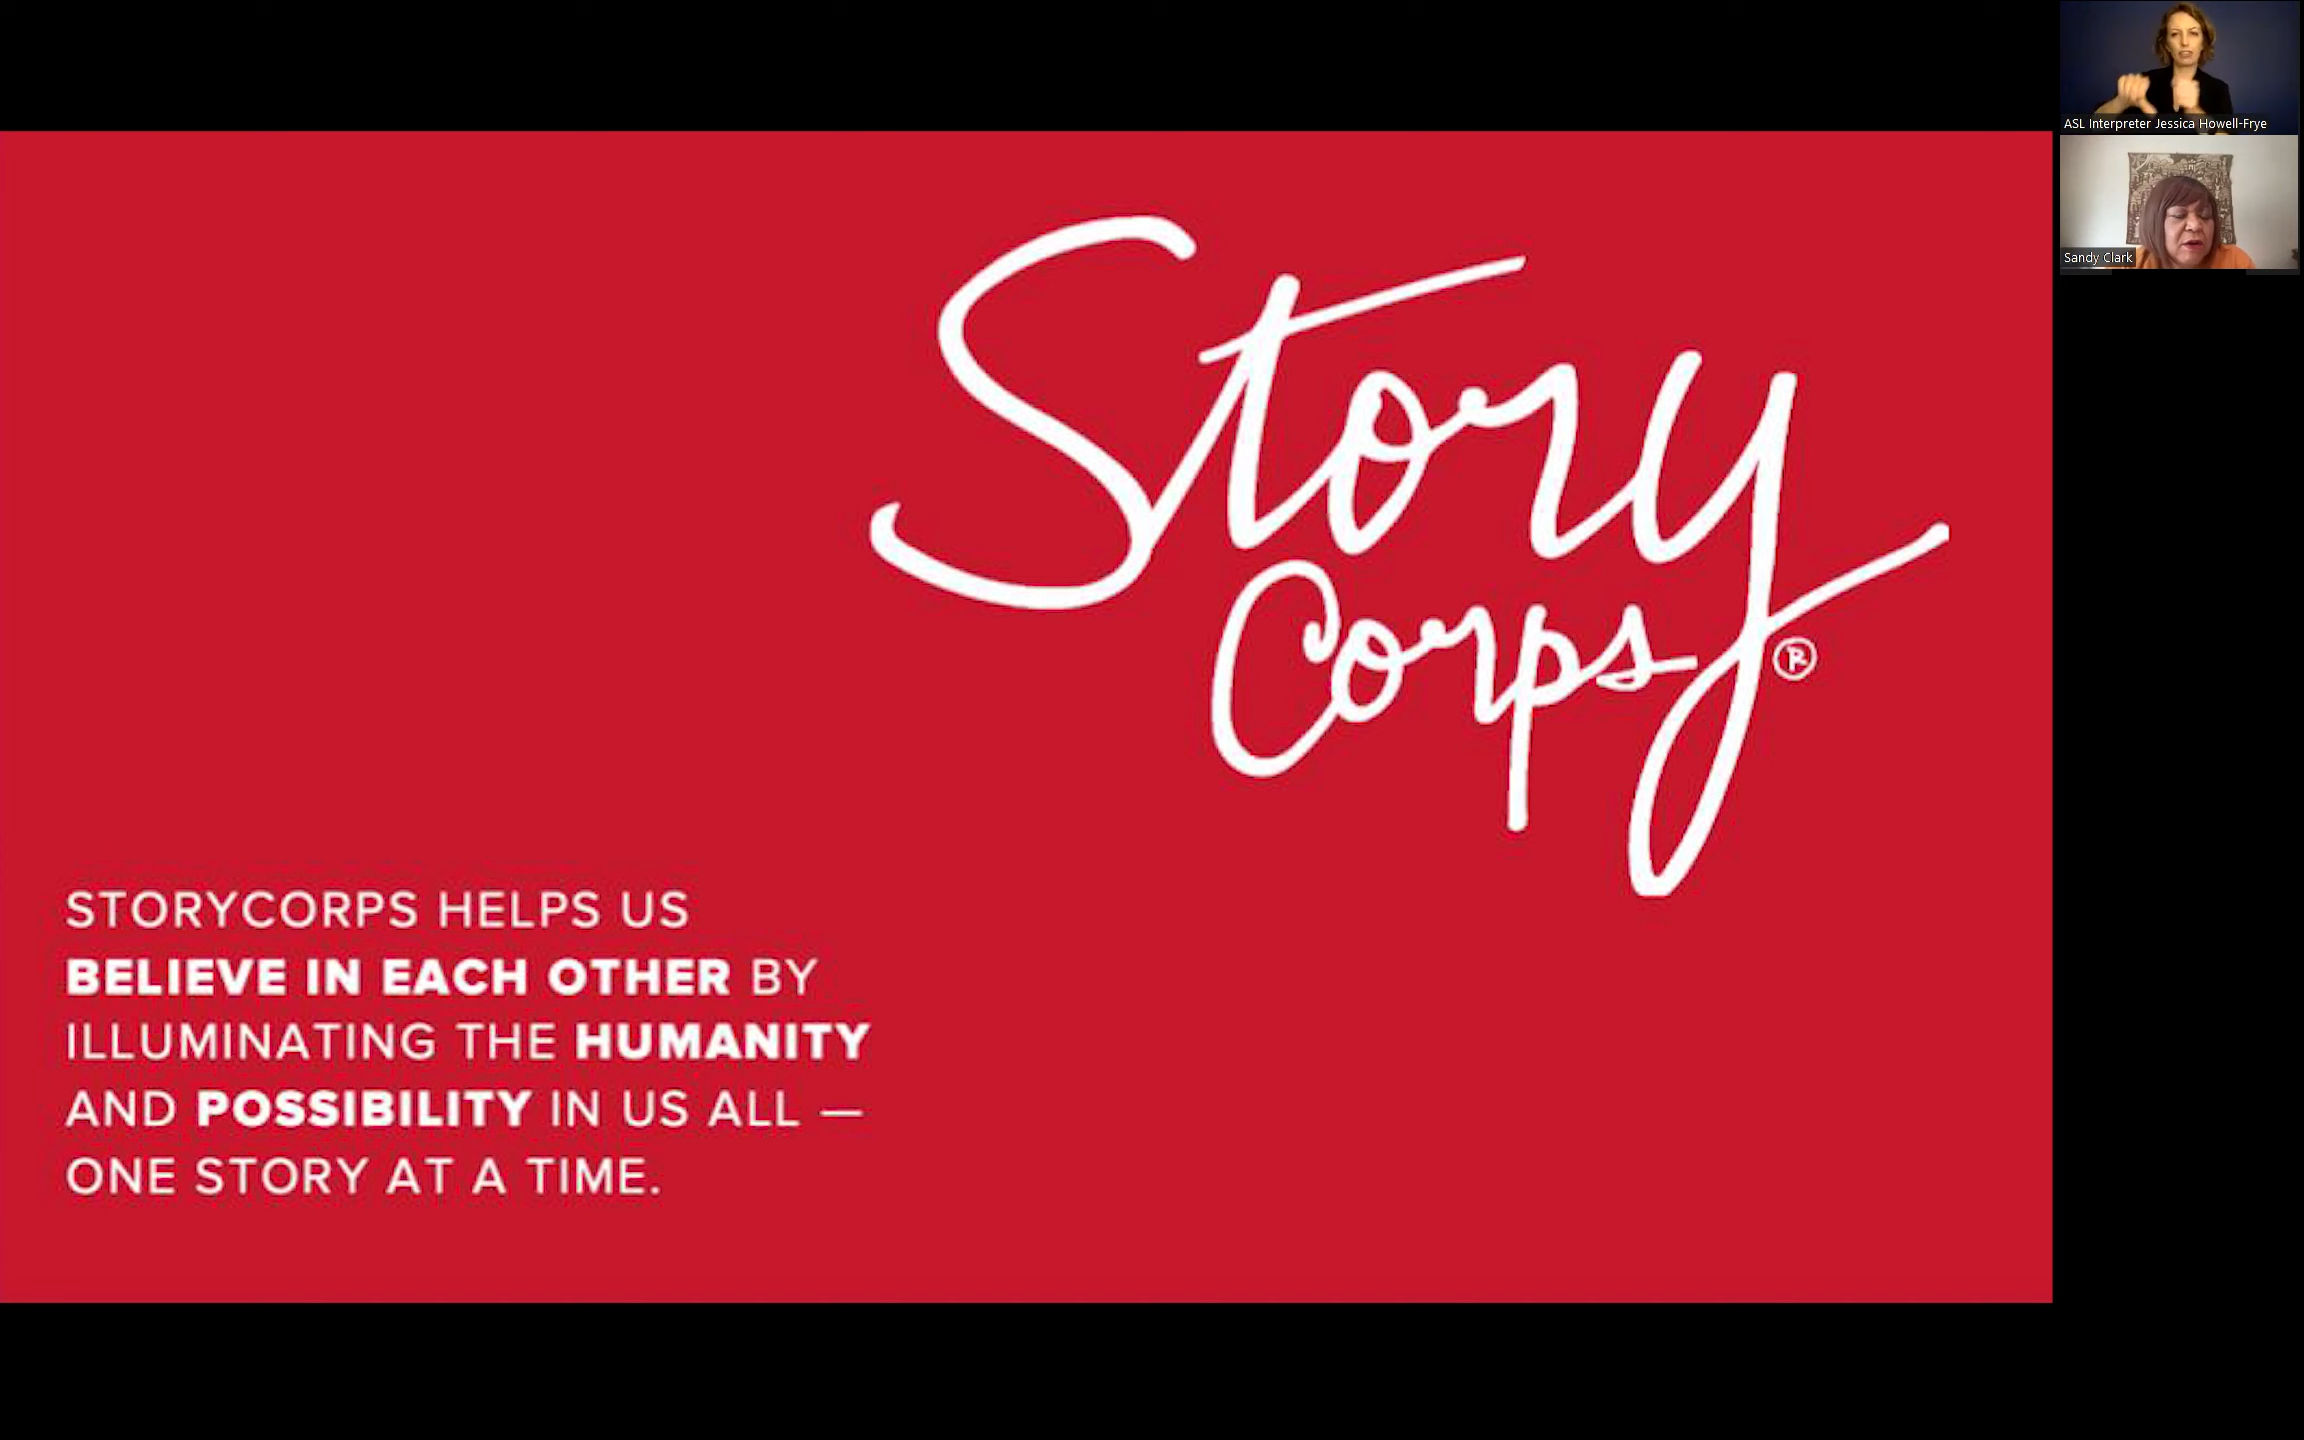 Story
Corps®
STORYCORPS HELPS US
BELIEVE IN EACH OTHER BY
ILLUMINATING THE HUMANITY
AND POSSIBILITY IN US ALL —
ONE STORY AT A TIME.
ASL Interpreter Jessica Howell-Frye
Sandy Clark